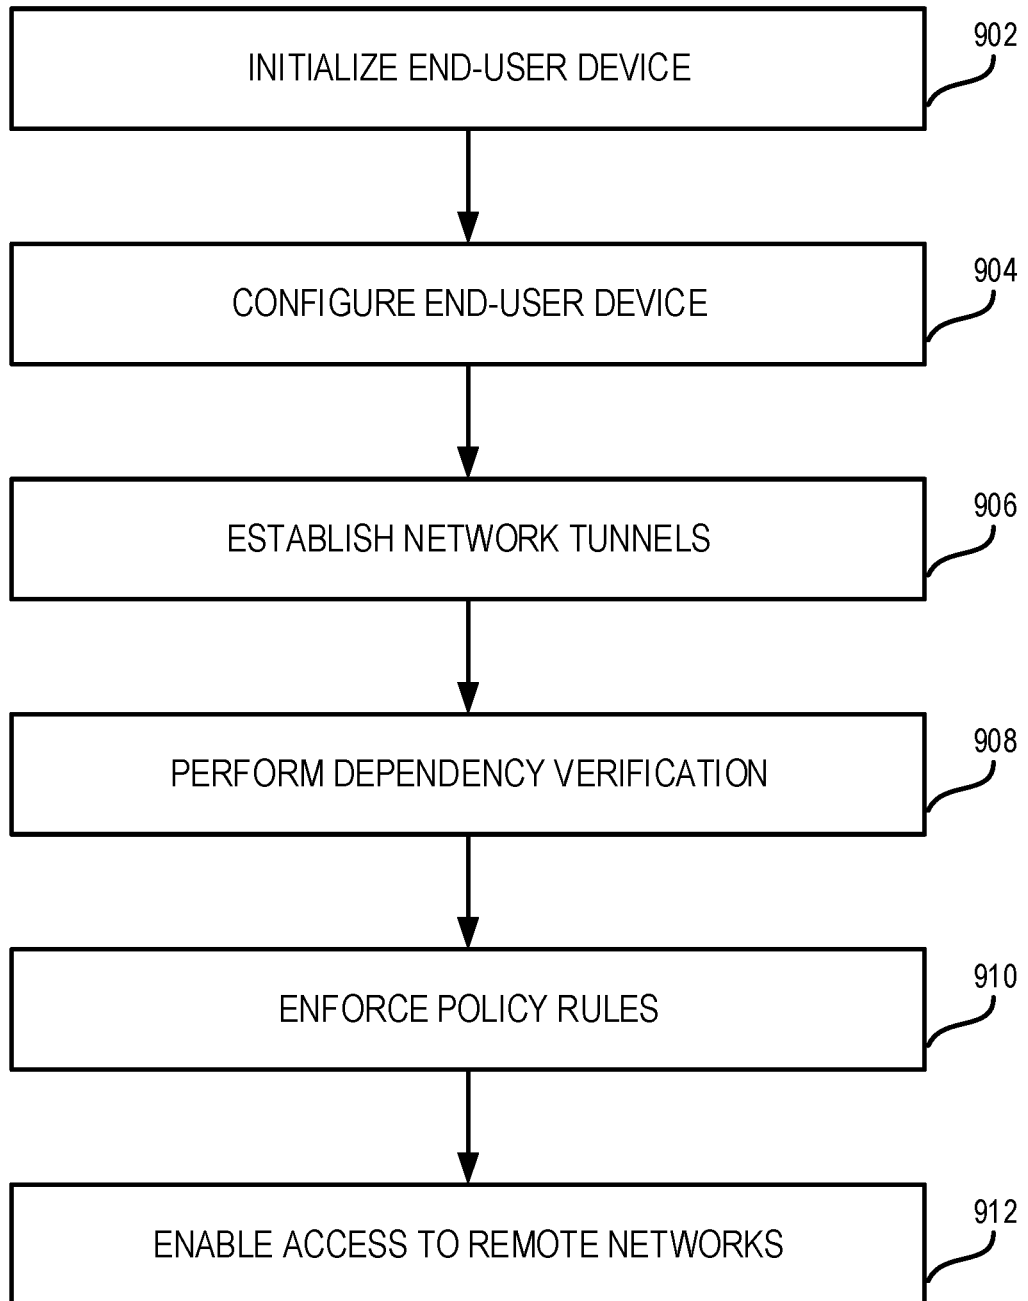 INITIALIZE END-USER DEVICE
902
CONFIGURE END-USER DEVICE
904
ESTABLISH NETWORK TUNNELS
906
PERFORM DEPENDENCY VERIFICATION
908
ENFORCE POLICY RULES
910
ENABLE ACCESS TO REMOTE NETWORKS
912